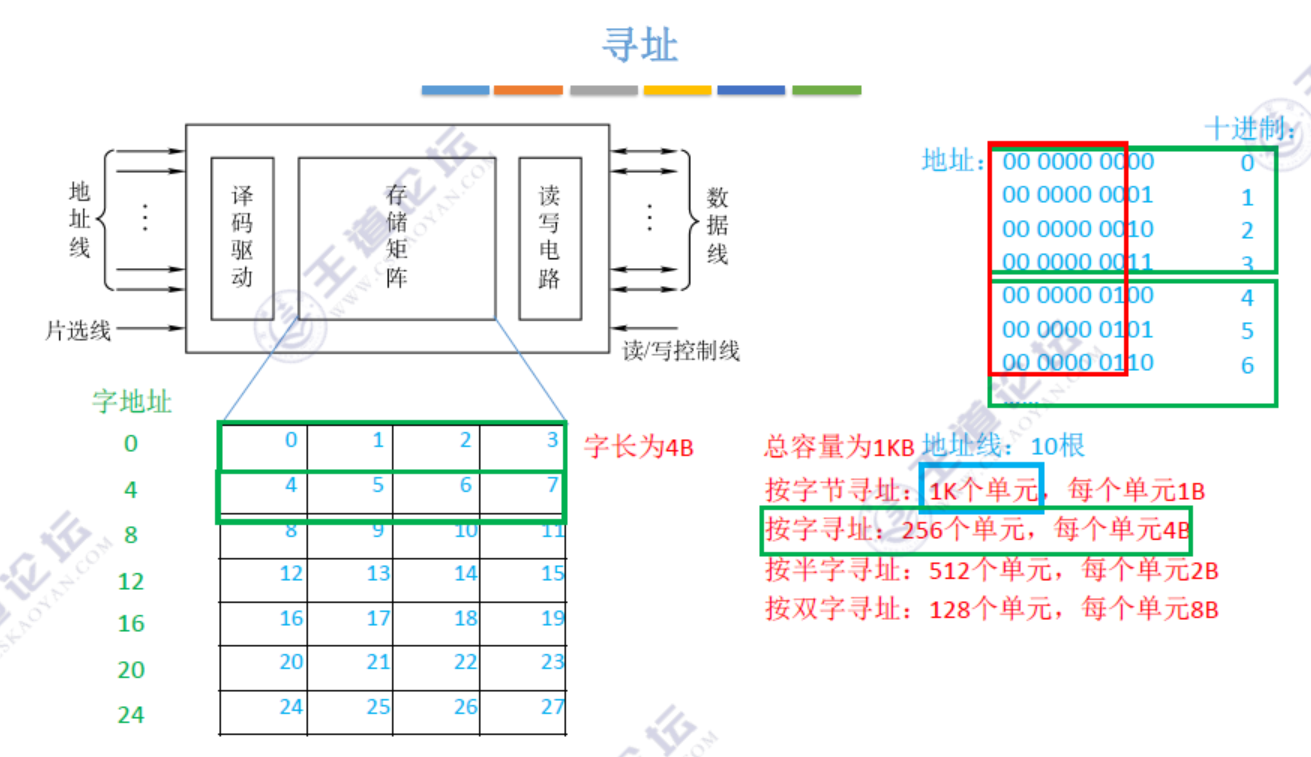 寻址
十进制:
地址:
00 0000 0000 0
00 0000 0001 1
00 0000 0010 2
00 0000 0011 3
00 0000 0100 4
00 0000 0101 5
00 0000 0110 6
……
地址线
译码驱动
存储矩阵
读写电路
数据线
片选线
读/写控制线
字地址
0 0 1 2 3
4 4 5 6 7
8 8 9 10 11
12 12 13 14 15
16 16 17 18 19
20 20 21 22 23
24 24 25 26 27
字长为4B
总容量为1KB 地址线:10根
按字节寻址:1K个单元,每个单元1B
按字寻址:256个单元,每个单元4B
按半字寻址:512个单元,每个单元2B
按双字寻址:128个单元,每个单元8B
王道论坛
WWW.CSKAOYAN.COM